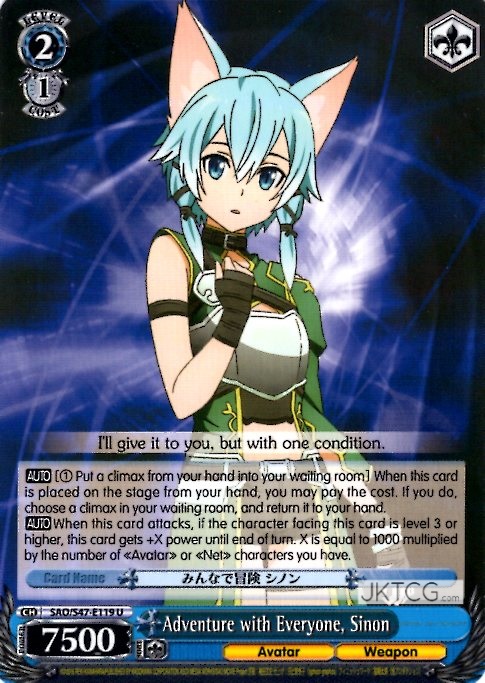 LEVEL
2
1
COST
I'll give it to you, but with one condition.
AUTO [① Put a climax from your hand into your waiting room] When this card
is placed on the stage from your hand, you may pay the cost. If you do,
choose a climax in your waiting room, and return it to your hand.
AUTO When this card attacks, if the character facing this card is level 3 or
higher, this card gets +X power until end of turn. X is equal to 1000 multiplied
by the number of «Avatar» or «Net» characters you have.
Card Name みんなで冒険 シノン
JKTCG.com
CH SAO/S47-E119 U
POWER 7500 SOUL Adventure with Everyone, Sinon
Avatar Weapon